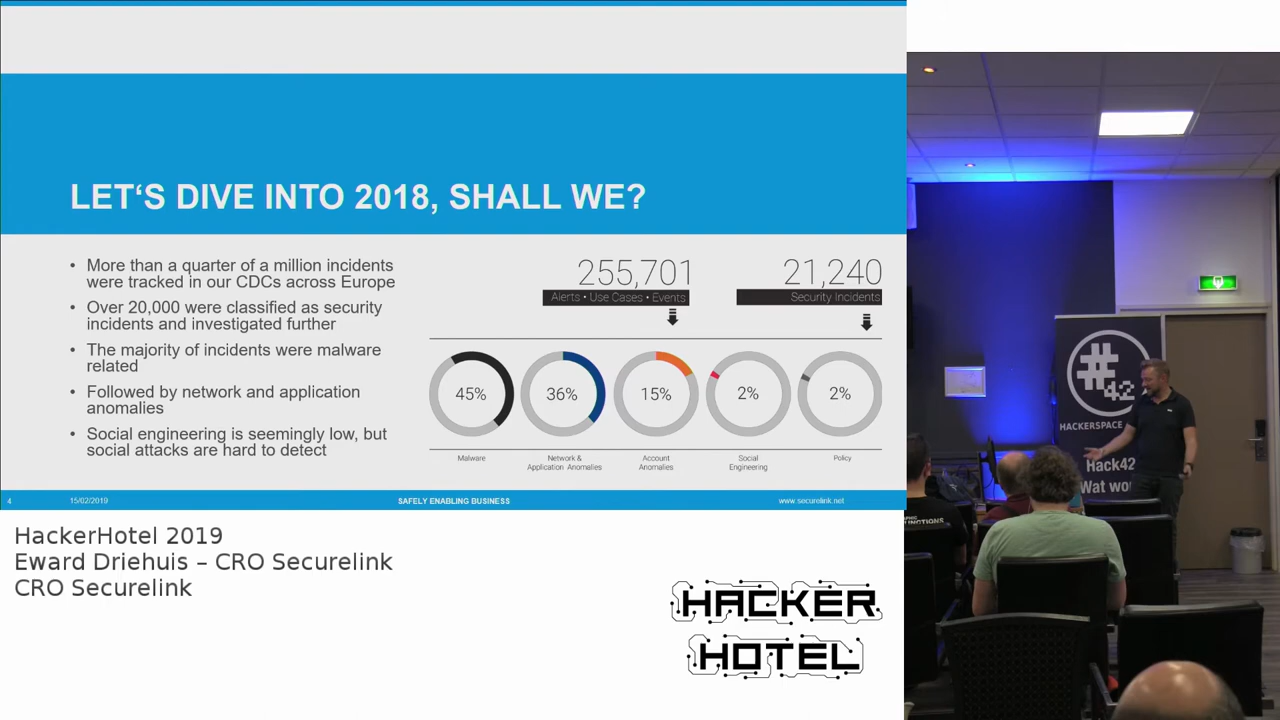 LET‘S DIVE INTO 2018, SHALL WE?
• More than a quarter of a million incidents
were tracked in our CDCs across Europe
• Over 20,000 were classified as security
incidents and investigated further
• The majority of incidents were malware
related
• Followed by network and application
anomalies
• Social engineering is seemingly low, but
social attacks are hard to detect
255,701
Alerts • Use Cases • Events
21,240
Security Incidents
45%
36%
15%
2%
2%
Malware
Network &
Application Anomalies
Account
Anomalies
Social
Engineering
Policy
4
15/02/2019
SAFELY ENABLING BUSINESS
www.securelink.net
HackerHotel 2019
Eward Driehuis – CRO Securelink
CRO Securelink
HACKER
HOTEL
#42
HACKERSPACE
Hack42